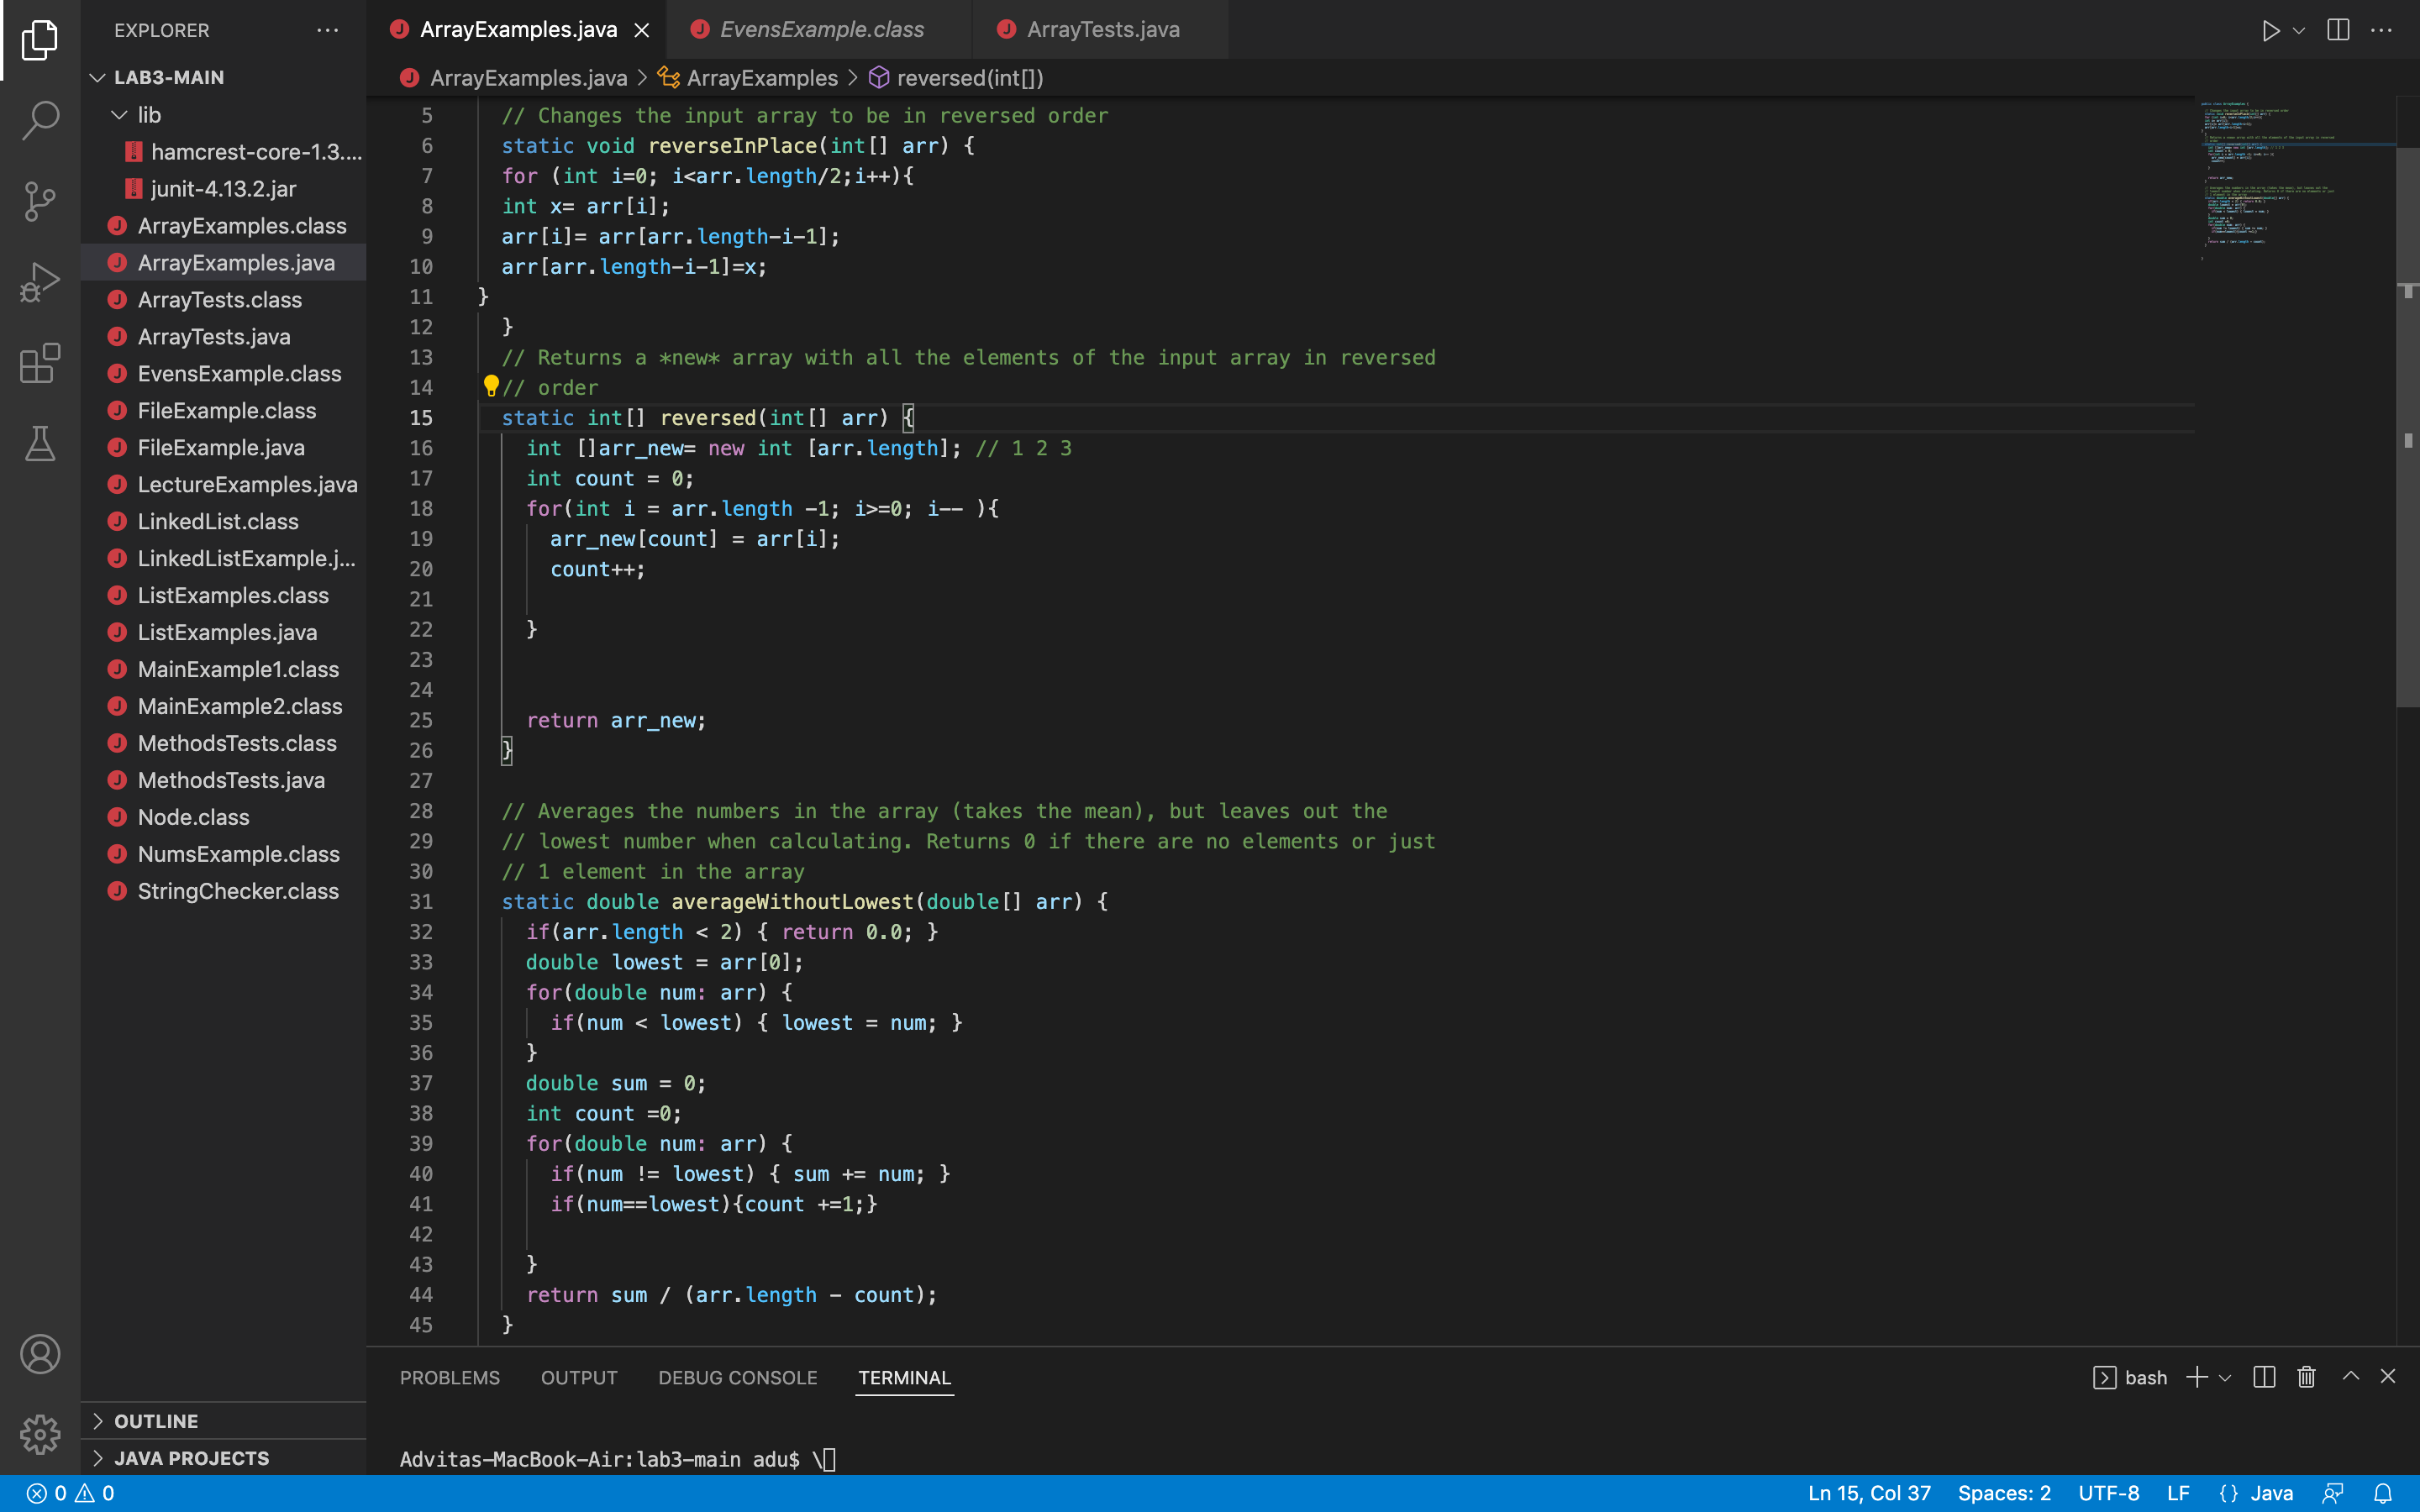 EXPLORER
LAB3-MAIN
lib
hamcrest-core-1.3....
junit-4.13.2.jar
ArrayExamples.class
ArrayExamples.java
ArrayTests.class
ArrayTests.java
EvensExample.class
FileExample.class
FileExample.java
LectureExamples.java
LinkedList.class
LinkedListExample.j...
ListExamples.class
ListExamples.java
MainExample1.class
MainExample2.class
MethodsTests.class
MethodsTests.java
Node.class
NumsExample.class
StringChecker.class
OUTLINE
JAVA PROJECTS
ArrayExamples.java EvensExample.class ArrayTests.java
ArrayExamples.java > ArrayExamples > reversed(int[])
5 // Changes the input array to be in reversed order
6 static void reverseInPlace(int[] arr) {
7 for (int i=0; i<arr.length/2;i++){
8 int x= arr[i];
9 arr[i]= arr[arr.length-i-1];
10 arr[arr.length-i-1]=x;
11 }
12 }
13 // Returns a *new* array with all the elements of the input array in reversed
14 // order
15 static int[] reversed(int[] arr) {
16 int []arr_new= new int [arr.length]; // 1 2 3
17 int count = 0;
18 for(int i = arr.length -1; i>=0; i-- ){
19 arr_new[count] = arr[i];
20 count++;
21
22 }
23
24
25 return arr_new;
26 }
27
28 // Averages the numbers in the array (takes the mean), but leaves out the
29 // lowest number when calculating. Returns 0 if there are no elements or just
30 // 1 element in the array
31 static double averageWithoutLowest(double[] arr) {
32 if(arr.length < 2) { return 0.0; }
33 double lowest = arr[0];
34 for(double num: arr) {
35 if(num < lowest) { lowest = num; }
36 }
37 double sum = 0;
38 int count =0;
39 for(double num: arr) {
40 if(num != lowest) { sum += num; }
41 if(num==lowest){count +=1;}
42
43 }
44 return sum / (arr.length - count);
45 }
PROBLEMS OUTPUT DEBUG CONSOLE TERMINAL
bash
Advitas-MacBook-Air:lab3-main adu$ \
0 0
Ln 15, Col 37 Spaces: 2 UTF-8 LF {} Java